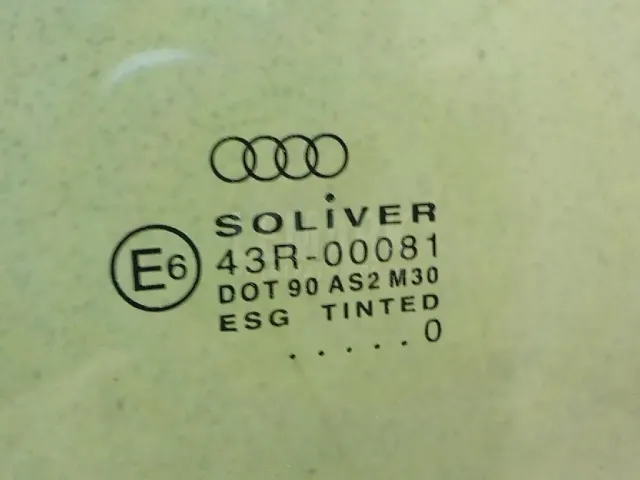 SOLiVER
E6
43R-00081
DOT 90 AS2 M30
ESG TINTED
.....0